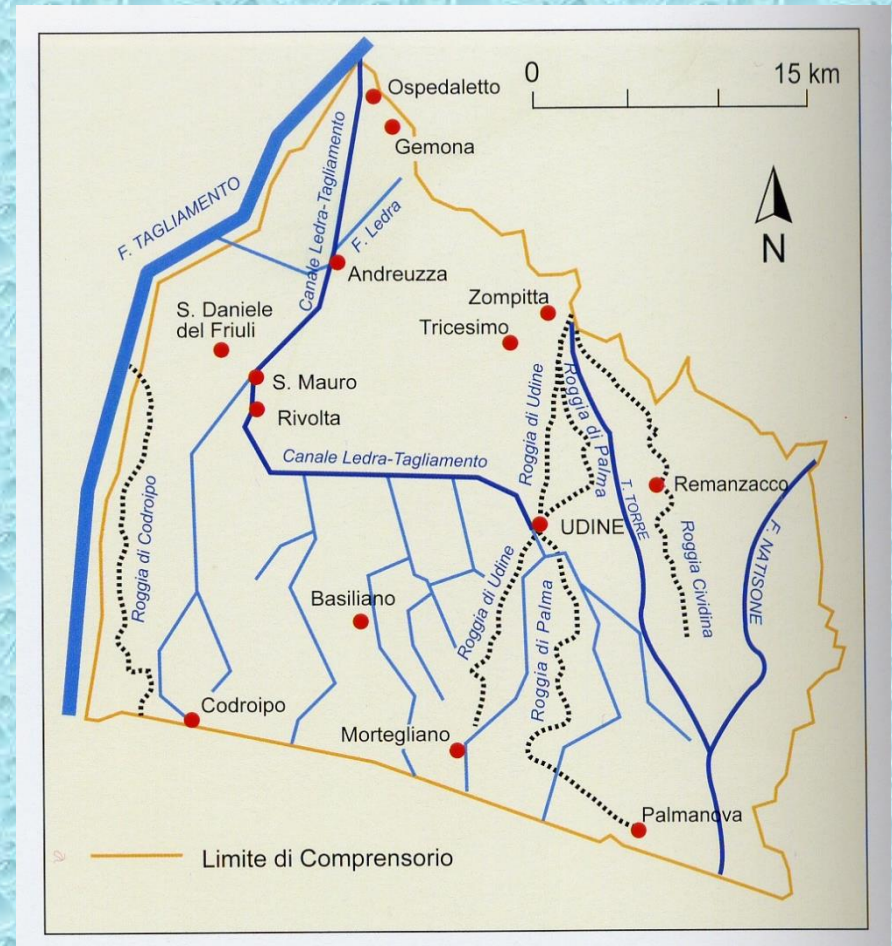 0
15 km
Ospedaletto
Gemona
F. TAGLIAMENTO
Canale Ledra-Tagliamento
F. Ledra
N
Andreuzza
S. Daniele
del Friuli
Zompitta
Tricesimo
S. Mauro
Rivolta
Roggia di Udine
Roggia di Palma
Canale Ledra-Tagliamento
T. TORRE
Remanzacco
UDINE
F. NATISONE
Roggia di Codroipo
Roggia Cividina
Basiliano
Roggia di Udine
Roggia di Palma
Codroipo
Mortegliano
Palmanova
Limite di Comprensorio